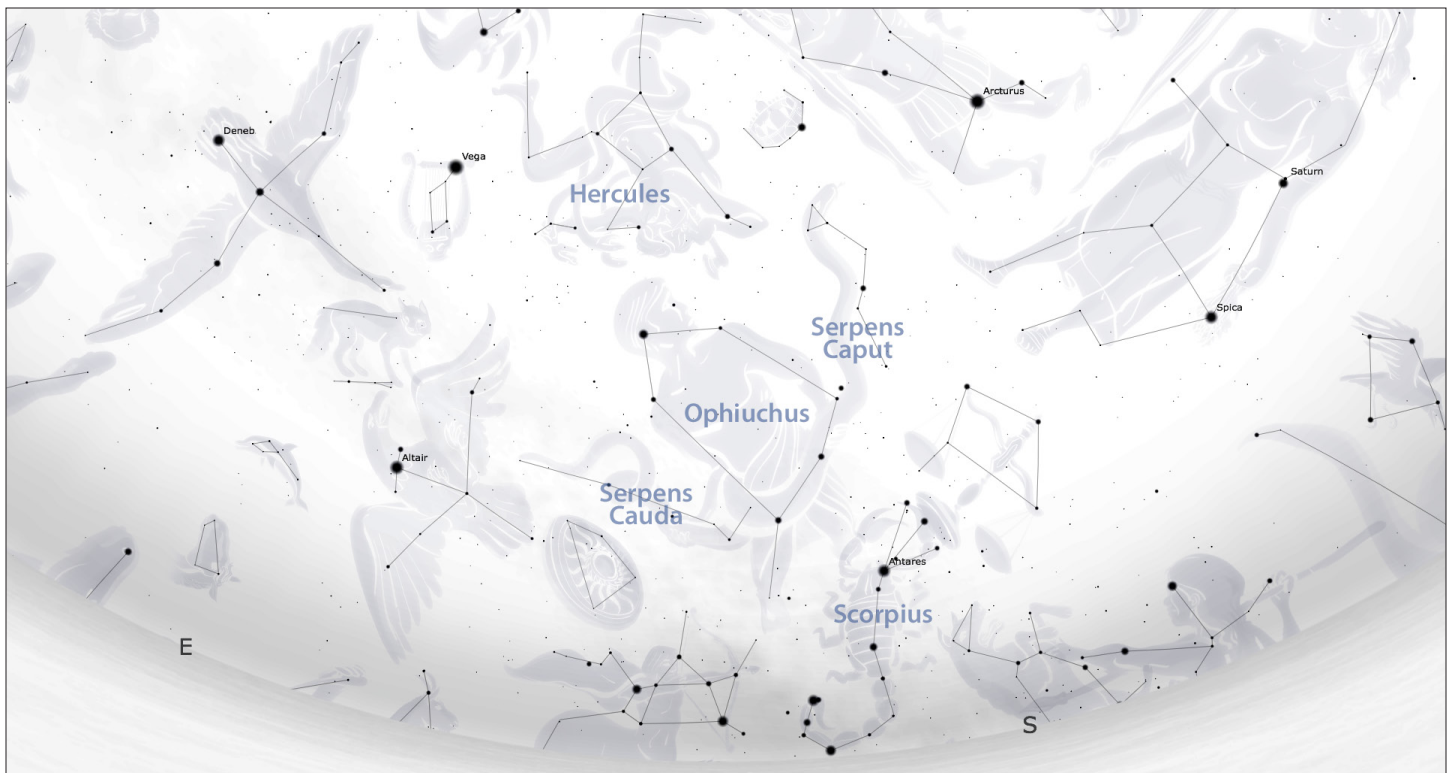 Arcturus
Deneb
Vega
Saturn
Hercules
Spica
Serpens
Caput
Ophiuchus
Altair
Serpens
Cauda
Antares
Scorpius
E
S